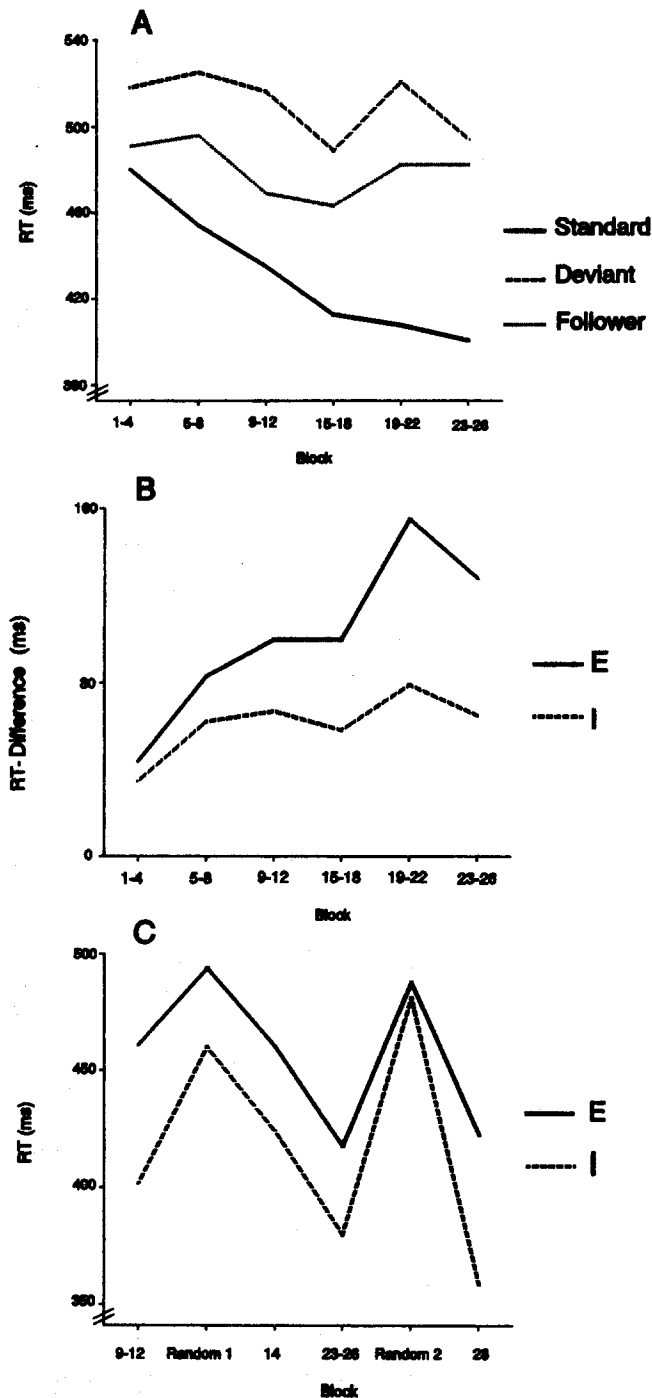 A
540
500
460
420
380
RT (ms)
1-4 5-8 9-12 15-18 19-22 23-26
Block
Standard
Deviant
Follower
B
160
80
0
RT-Difference (ms)
1-4 5-8 9-12 15-18 19-22 23-26
Block
E
I
C
500
450
400
350
RT (ms)
9-12 Random 1 14 23-26 Random 2 28
Block
E
I